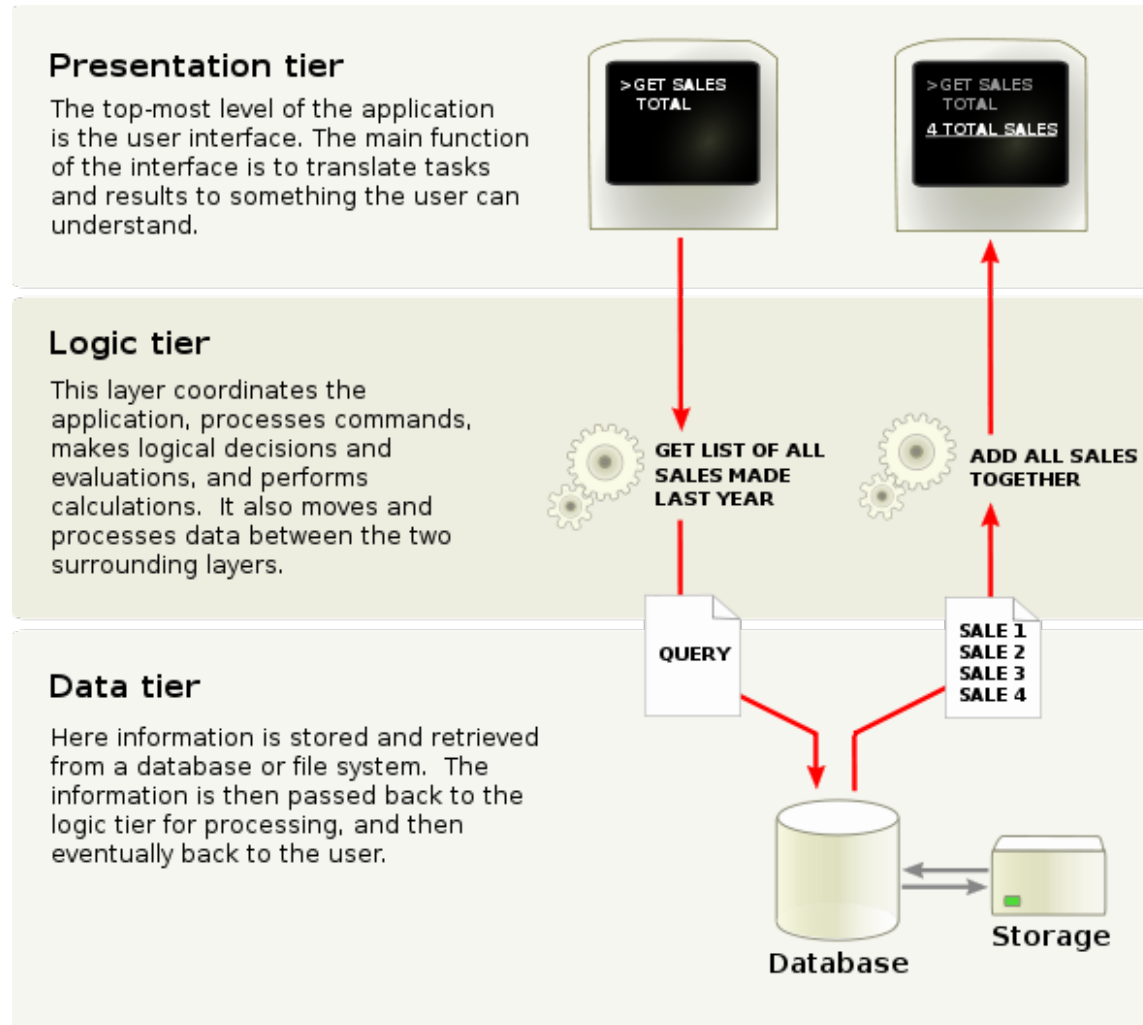 Presentation tier
The top-most level of the application
is the user interface. The main function
of the interface is to translate tasks
and results to something the user can
understand.
>GET SALES
TOTAL
>GET SALES
TOTAL
4 TOTAL SALES
Logic tier
This layer coordinates the
application, processes commands,
makes logical decisions and
evaluations, and performs
calculations.  It also moves and
processes data between the two
surrounding layers.
GET LIST OF ALL
SALES MADE
LAST YEAR
ADD ALL SALES
TOGETHER
QUERY
SALE 1
SALE 2
SALE 3
SALE 4
Data tier
Here information is stored and retrieved
from a database or file system.  The
information is then passed back to the
logic tier for processing, and then
eventually back to the user.
Database
Storage